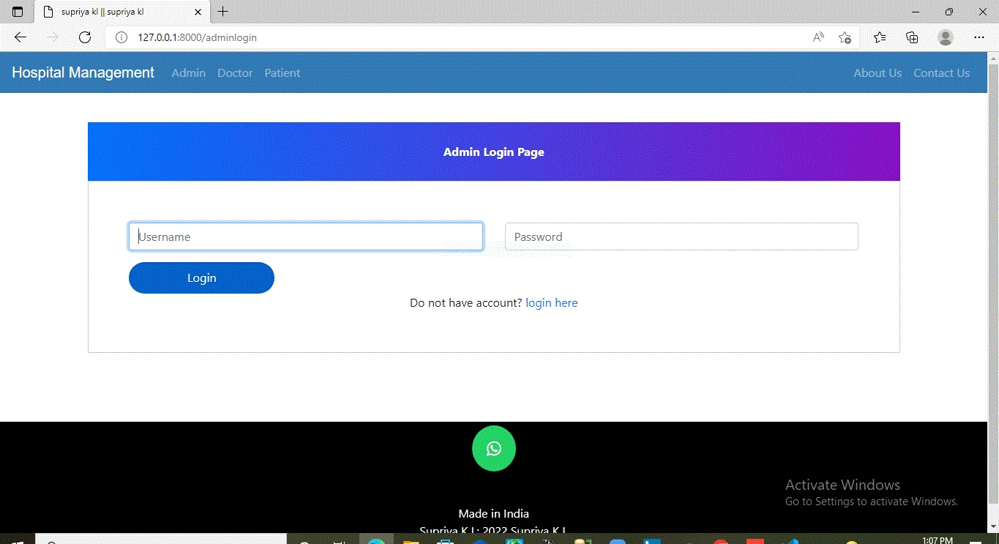 supriya kl || supriya kl
127.0.0.1:8000/adminlogin
Hospital Management Admin Doctor Patient About Us Contact Us
Admin Login Page
Username Password
Login
Do not have account? login here
Activate Windows
Go to Settings to activate Windows.
Made in India
Supriya K L: 2022 Supriya K L
1:07 PM